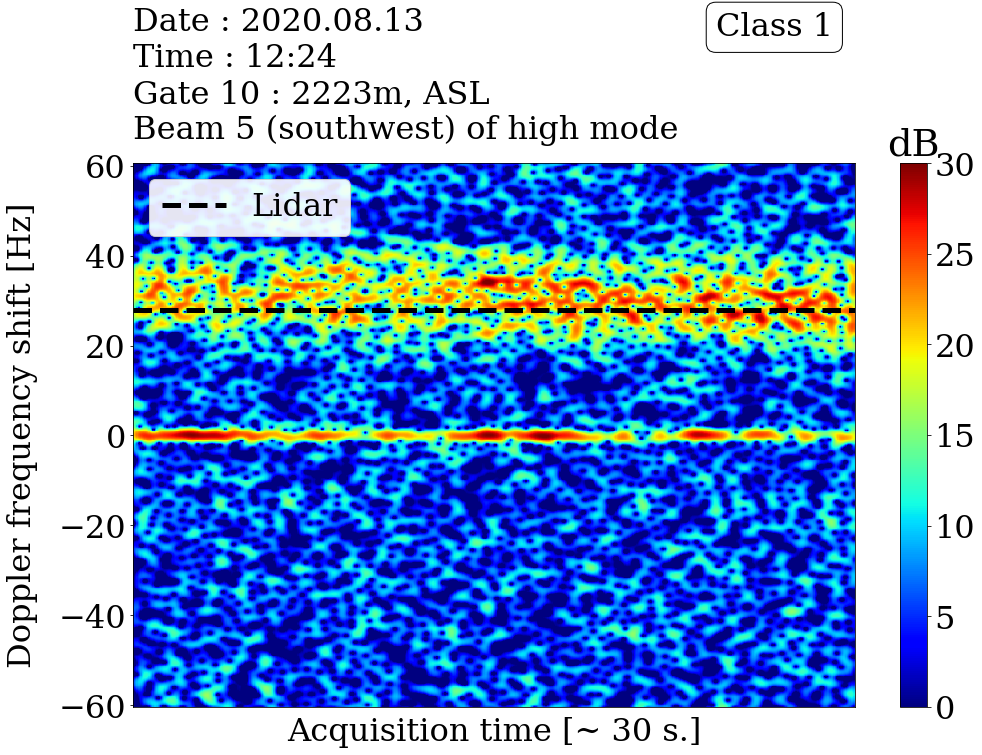 Date : 2020.08.13
Time : 12:24
Gate 10 : 2223m, ASL
Beam 5 (southwest) of high mode
Class 1
dB
Lidar
Doppler frequency shift [Hz]
60
40
20
0
−20
−40
−60
30
25
20
15
10
5
0
Acquisition time [~ 30 s.]